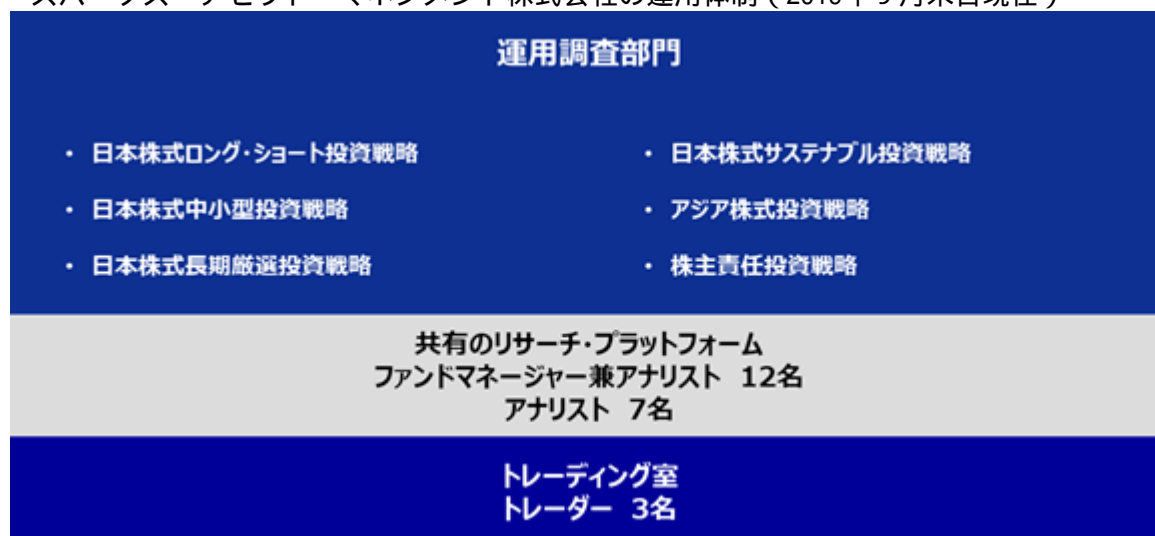 運用調査部門
・ 日本株式ロング・ショート投資戦略
・ 日本株式サステナブル投資戦略
・ 日本株式中小型投資戦略
・ アジア株式投資戦略
・ 日本株式長期厳選投資戦略
・ 株主責任投資戦略
共有のリサーチ・プラットフォーム
ファンドマネージャー兼アナリスト 12名
アナリスト 7名
トレーディング室
トレーダー 3名